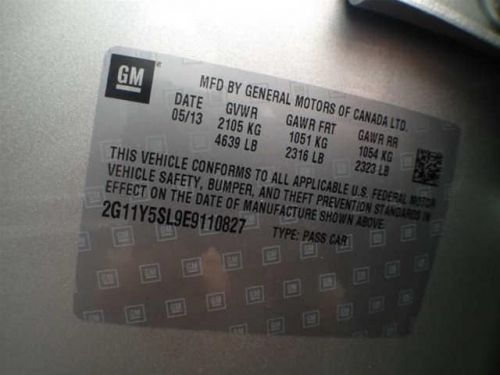 GM
MFD BY GENERAL MOTORS OF CANADA LTD.
DATE GVWR GAWR FRT GAWR RR
05/13 2105 KG 1051 KG 1054 KG
4639 LB 2316 LB 2323 LB
THIS VEHICLE CONFORMS TO ALL APPLICABLE U.S. FEDERAL MOTOR
VEHICLE SAFETY, BUMPER, AND THEFT PREVENTION STANDARDS IN
EFFECT ON THE DATE OF MANUFACTURE SHOWN ABOVE.
2G11Y5SL9E9110827 TYPE: PASS CAR